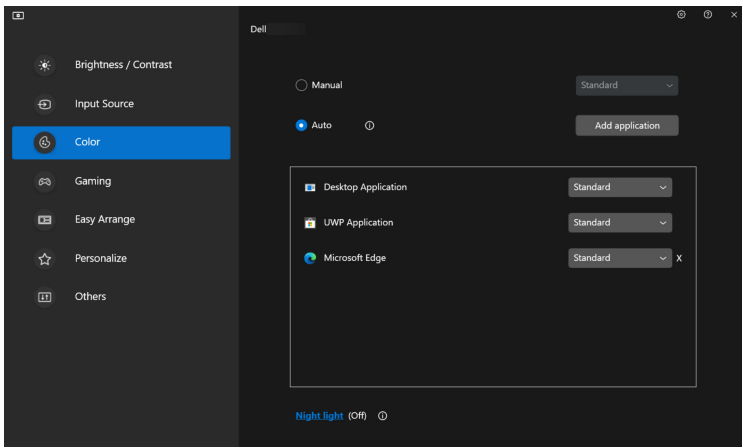 Dell
Brightness / Contrast
Input Source
Color
Gaming
Easy Arrange
Personalize
Others
Manual
Standard
Auto
Add application
Desktop Application
Standard
UWP Application
Standard
Microsoft Edge
Standard
X
Night light (Off)